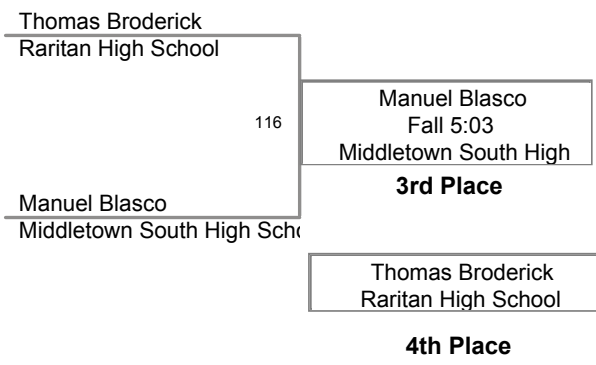 Thomas Broderick
Raritan High School
116
Manuel Blasco
Fall 5:03
Middletown South High
3rd Place
Manuel Blasco
Middletown South High Scho
Thomas Broderick
Raritan High School
4th Place